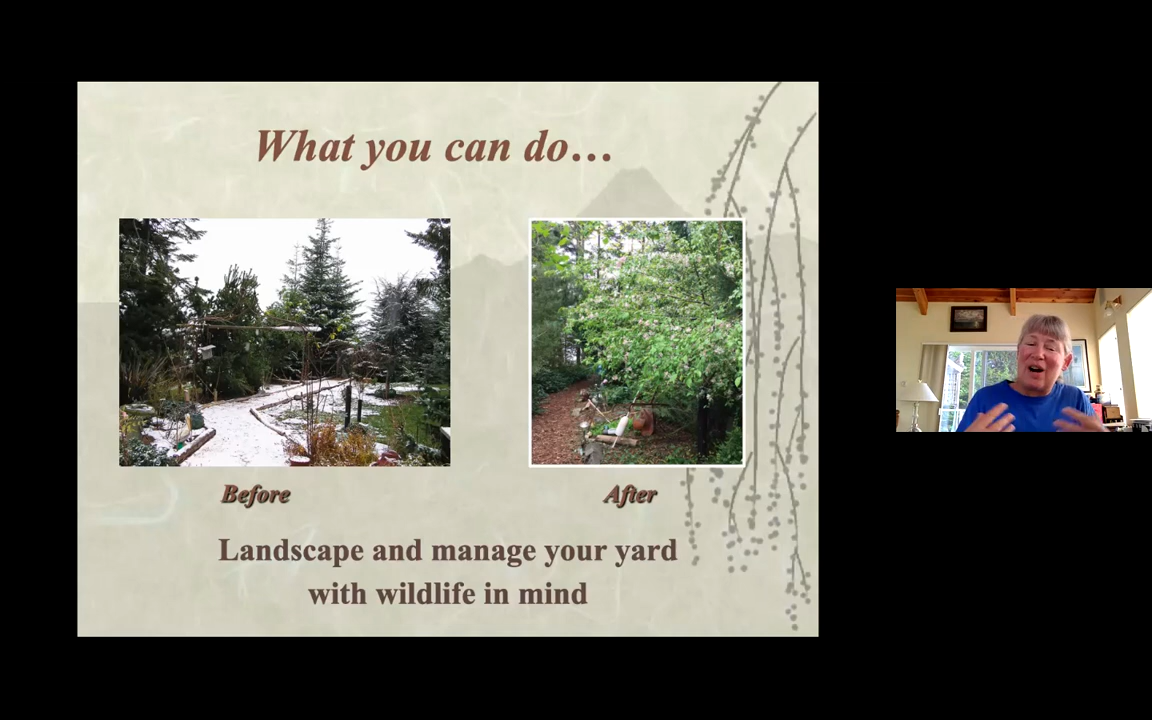 What you can do…
Before
After
Landscape and manage your yard
with wildlife in mind